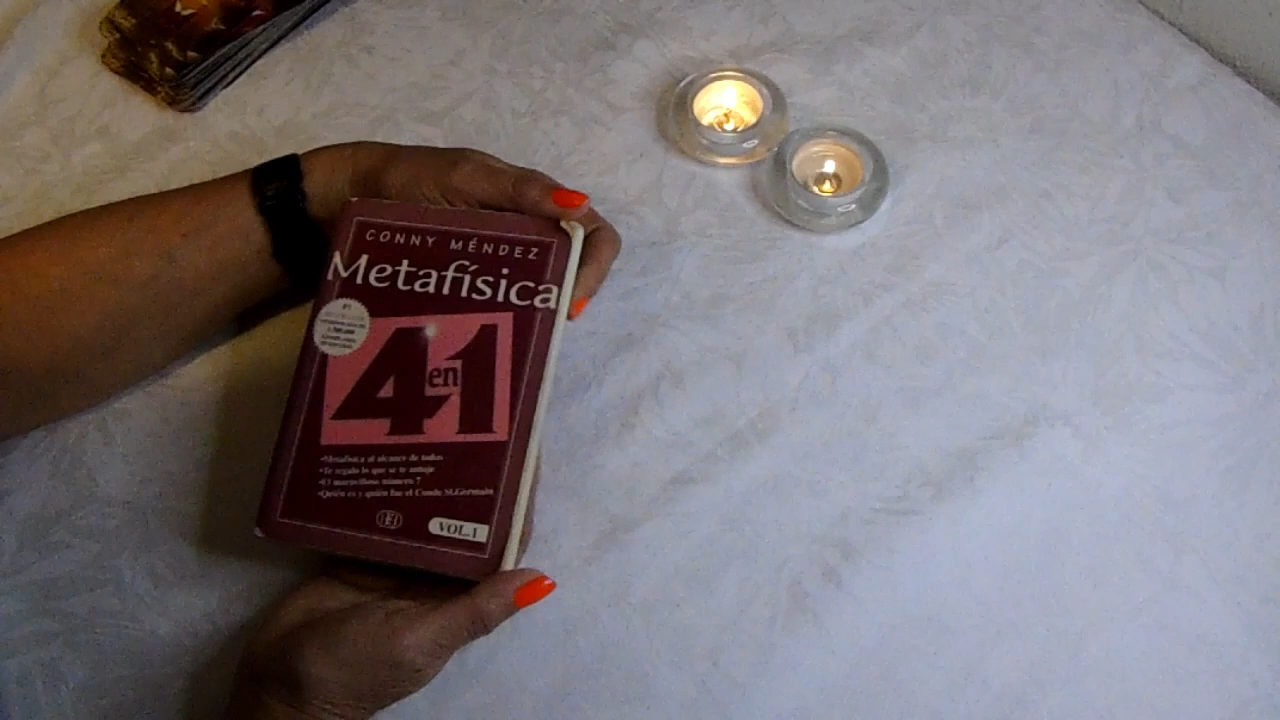 CONNY MÉNDEZ
Metafísica
4 en 1
•Metafísica al alcance de todos
•Te regalo lo que se te antoje
•El maravilloso número 7
•Quién es y quién fue el Conde St.Germain
VOL.1